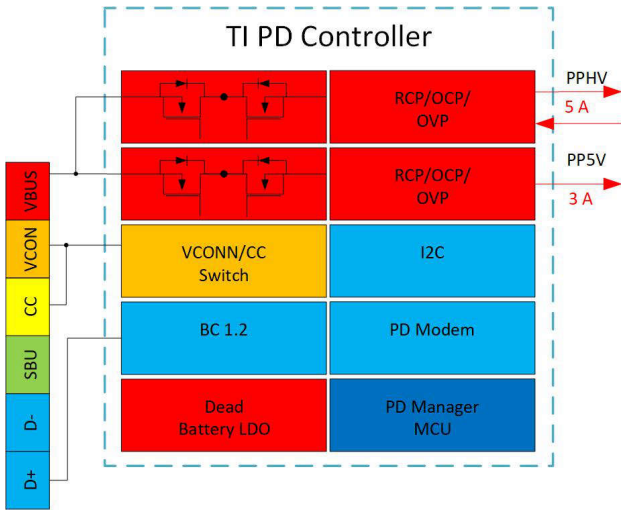 TI PD Controller
RCP/OCP/
OVP
PPHV
5 A
RCP/OCP/
OVP
PP5V
3 A
VBUS
VCON
CC
SBU
D-
D+
VCONN/CC
Switch
I2C
BC 1.2
PD Modem
Dead
Battery LDO
PD Manager
MCU